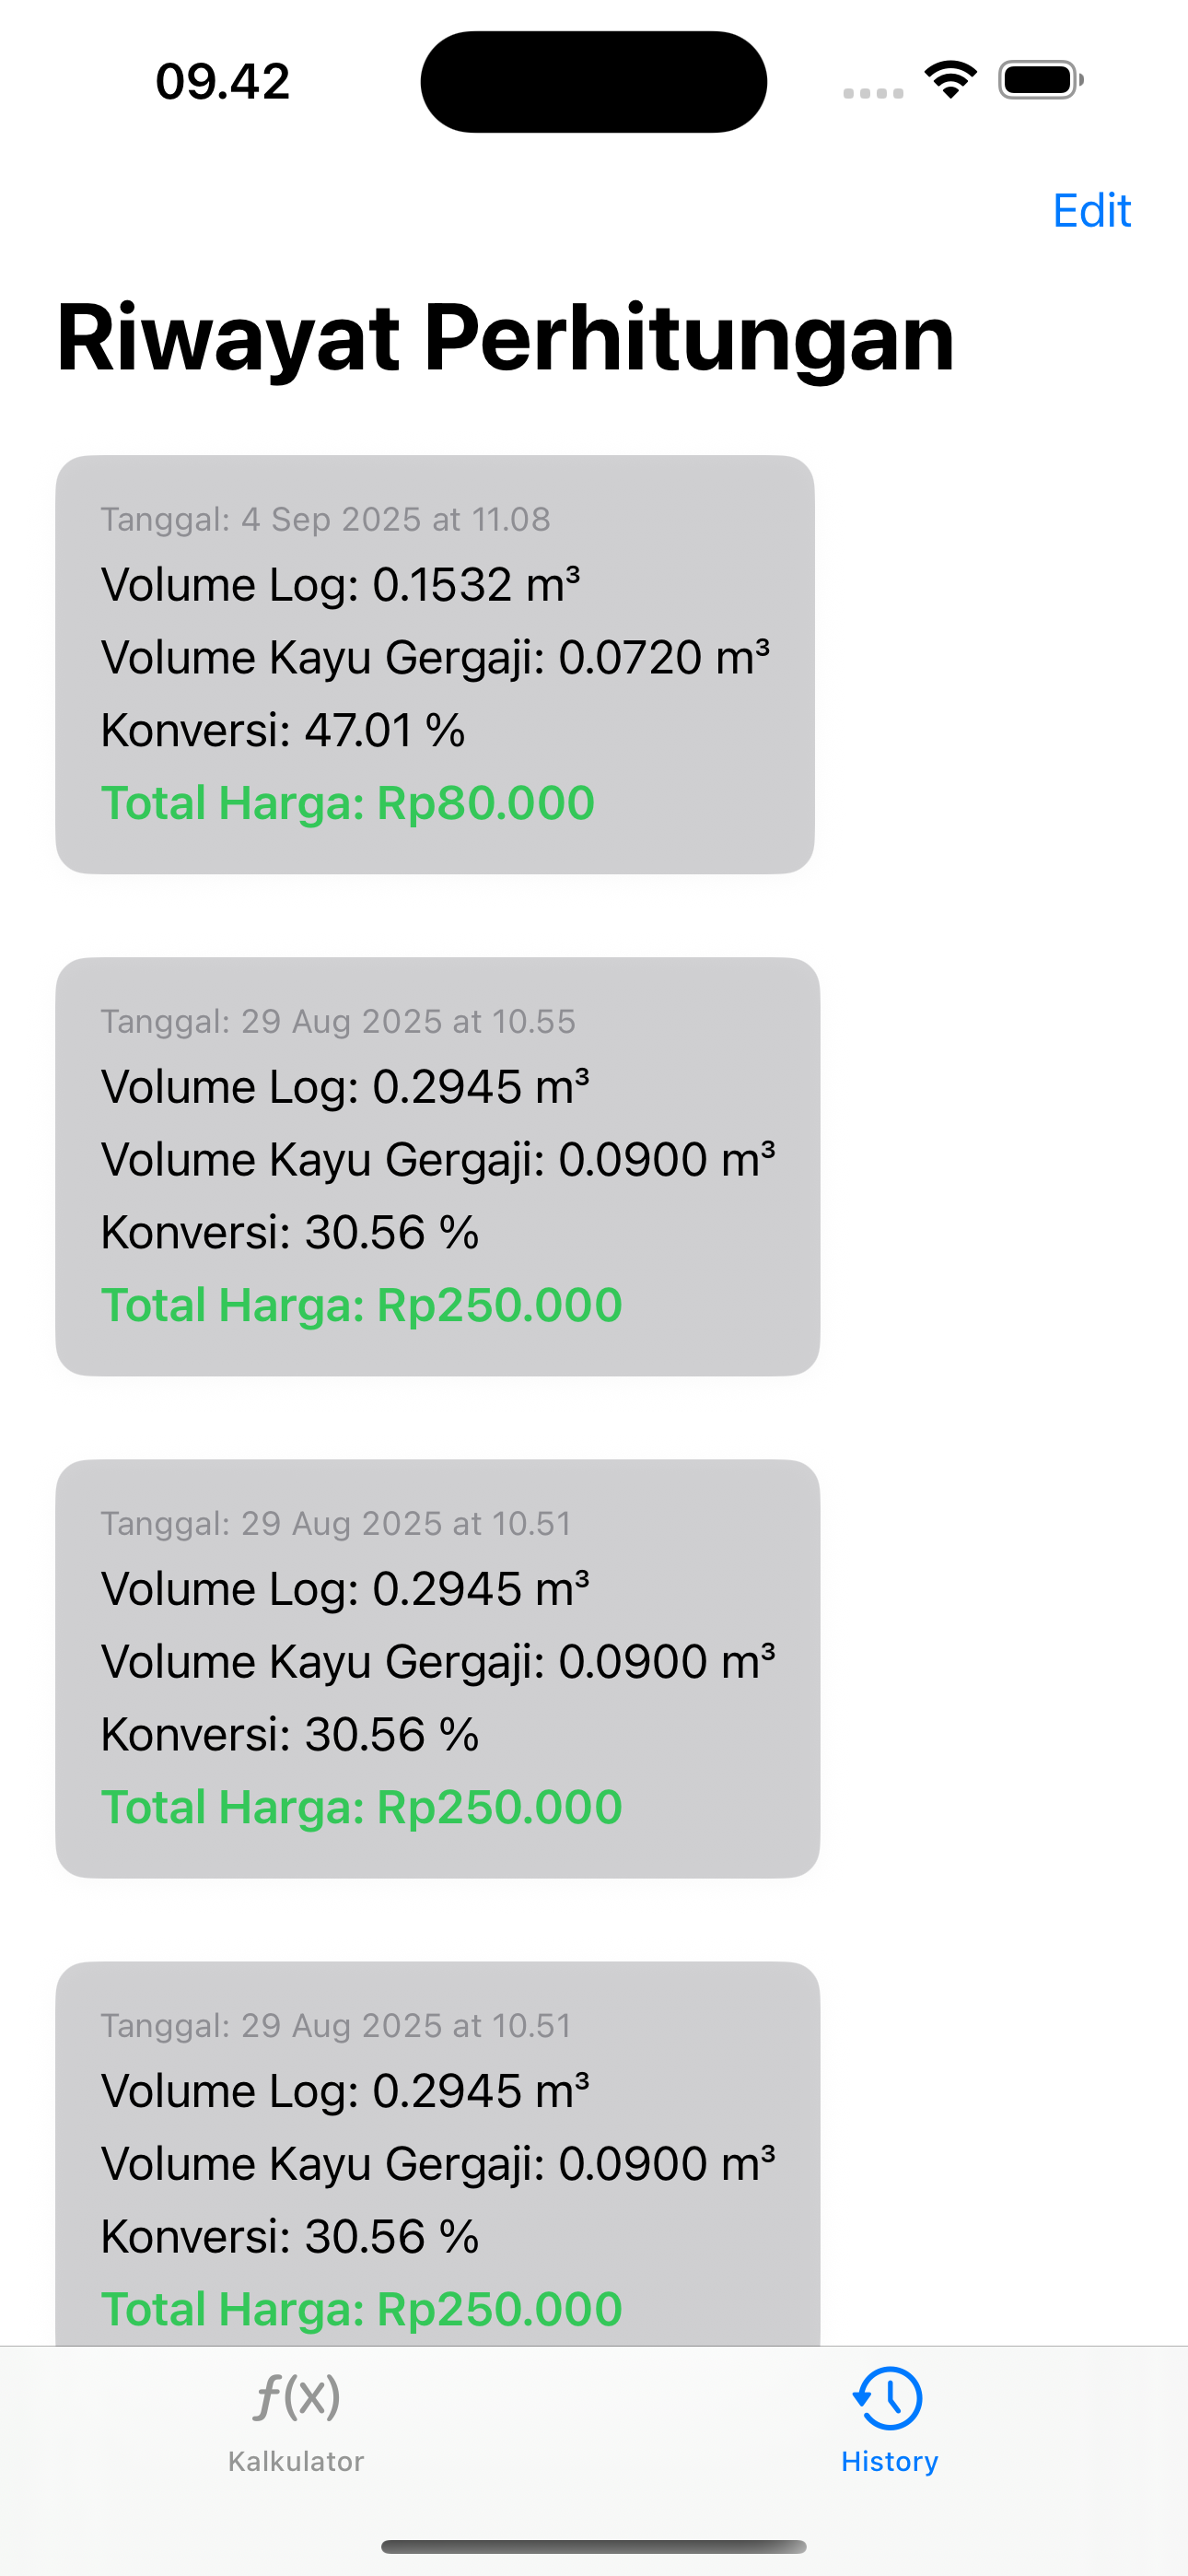 09.42
Edit
Riwayat Perhitungan
Tanggal: 4 Sep 2025 at 11.08
Volume Log: 0.1532 m³
Volume Kayu Gergaji: 0.0720 m³
Konversi: 47.01 %
Total Harga: Rp80.000
Tanggal: 29 Aug 2025 at 10.55
Volume Log: 0.2945 m³
Volume Kayu Gergaji: 0.0900 m³
Konversi: 30.56 %
Total Harga: Rp250.000
Tanggal: 29 Aug 2025 at 10.51
Volume Log: 0.2945 m³
Volume Kayu Gergaji: 0.0900 m³
Konversi: 30.56 %
Total Harga: Rp250.000
Tanggal: 29 Aug 2025 at 10.51
Volume Log: 0.2945 m³
Volume Kayu Gergaji: 0.0900 m³
Konversi: 30.56 %
Total Harga: Rp250.000
f(x)
Kalkulator
History